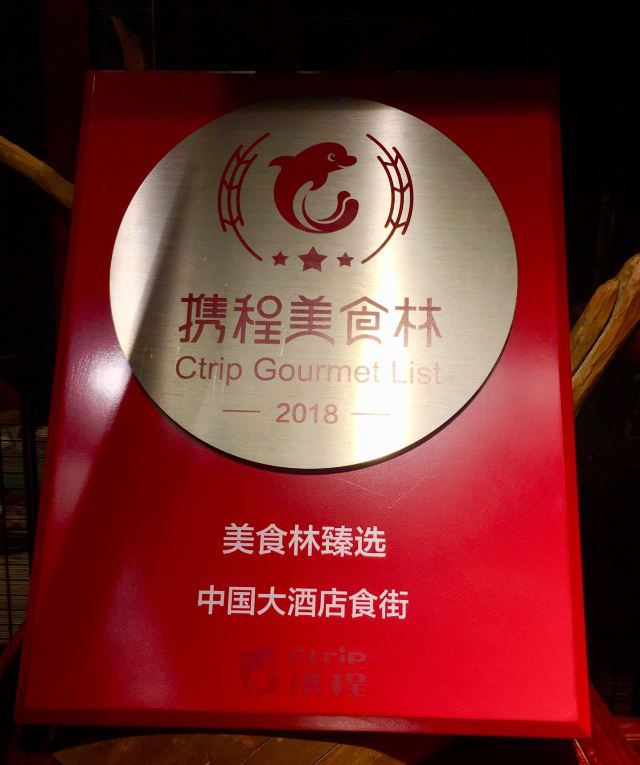 携程美食林
Ctrip Gourmet List
2018
美食林臻选
中国大酒店食街
Ctrip
携程